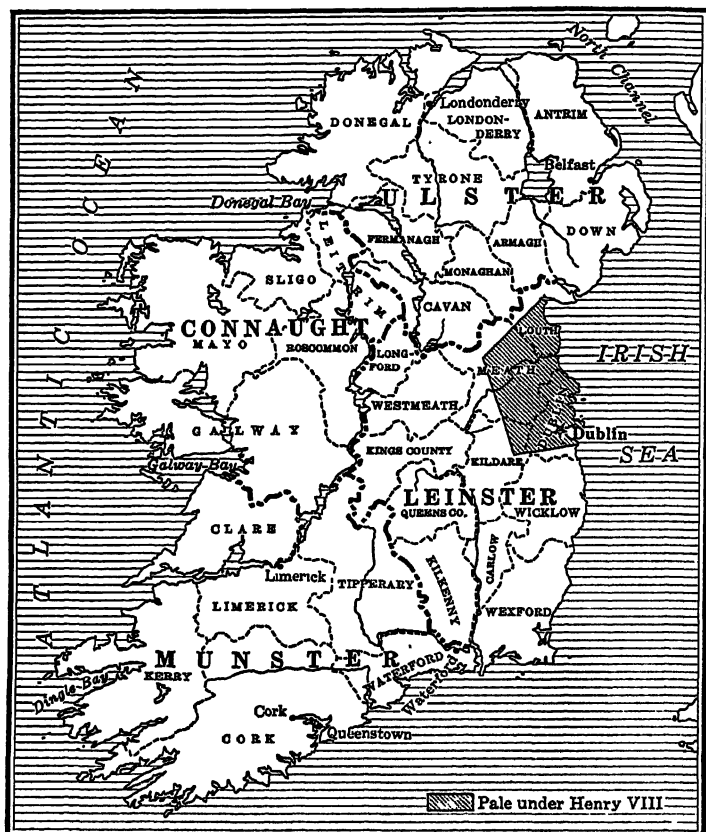 North Channel
ATLANTIC OCEAN
DONEGAL
Londonderry
LONDON-
DERRY
ANTRIM
Belfast
TYRONE
ULSTER
Donegal Bay
LEITRIM
FERMANAGH
ARMAGH
DOWN
MONAGHAN
SLIGO
CAVAN
CONNAUGHT
MAYO
ROSCOMMON
LONG-
FORD
LOUTH
MEATH
IRISH
SEA
WESTMEATH
DUBLIN
Dublin
GALWAY
Galway Bay
KINGS COUNTY
KILDARE
LEINSTER
QUEENS CO.
WICKLOW
CLARE
CARLOW
KILKENNY
Limerick
TIPPERARY
LIMERICK
WEXFORD
MUNSTER
WATERFORD
Waterford
KERRY
Dingle Bay
Cork
CORK
Queenstown
Pale under Henry VIII